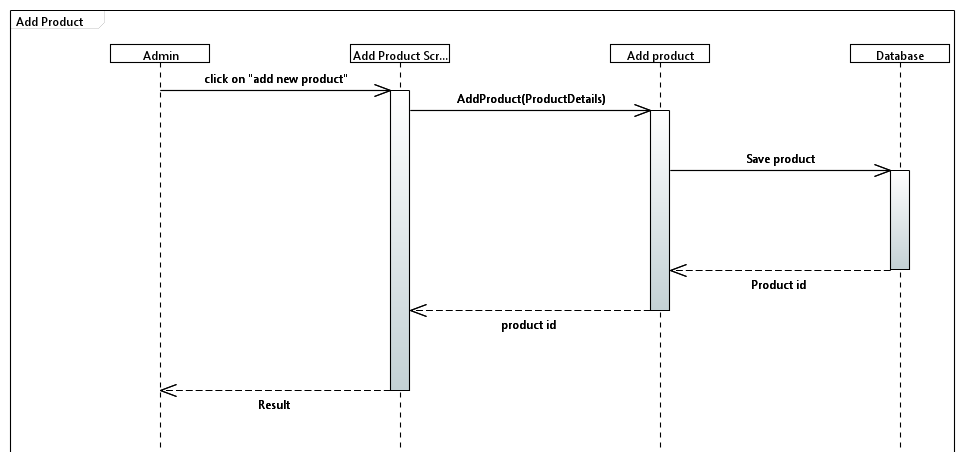 Add Product
Admin
Add Product Scr...
Add product
Database
click on "add new product"
AddProduct(ProductDetails)
Save product
Product id
product id
Result